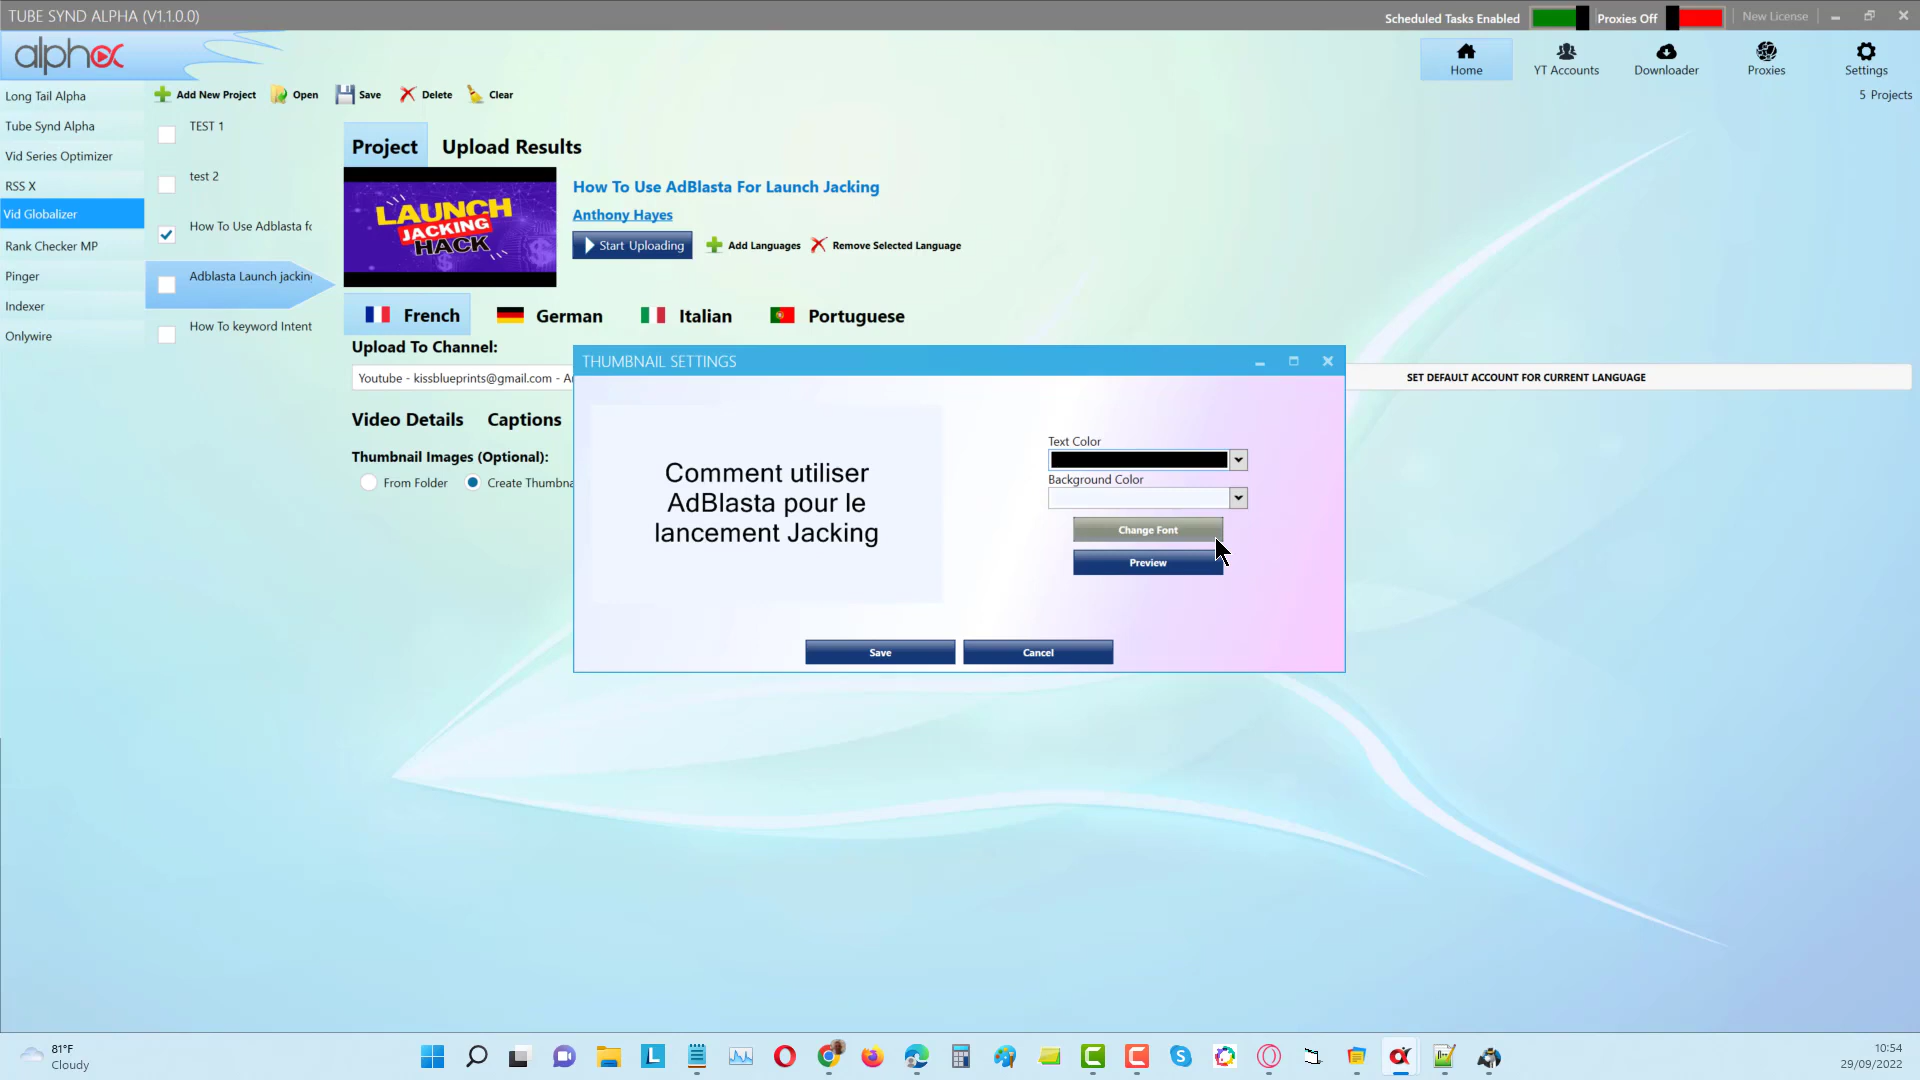 TUBE SYND ALPHA (V1.1.0.0)
Scheduled Tasks Enabled
Proxies Off
New License
alpha
Home
YT Accounts
Downloader
Proxies
Settings
Long Tail Alpha
Tube Synd Alpha
Vid Series Optimizer
RSS X
Vid Globalizer
Rank Checker MP
Pinger
Indexer
Onlywire
Add New Project
Open
Save
Delete
Clear
5 Projects
TEST 1
test 2
How To Use Adblasta fo
Adblasta Launch jackin
How To keyword Intent
Project
Upload Results
LAUNCH
JACKING
HACK
How To Use AdBlasta For Launch Jacking
Anthony Hayes
Start Uploading
Add Languages
Remove Selected Language
French
German
Italian
Portuguese
Upload To Channel:
Youtube - kissblueprints@gmail.com - A
SET DEFAULT ACCOUNT FOR CURRENT LANGUAGE
Video Details
Captions
Thumbnail Images (Optional):
From Folder
Create Thumbna
THUMBNAIL SETTINGS
Comment utiliser
AdBlasta pour le
lancement Jacking
Text Color
Background Color
Change Font
Preview
Save
Cancel
81°F
Cloudy
10:54
29/09/2022